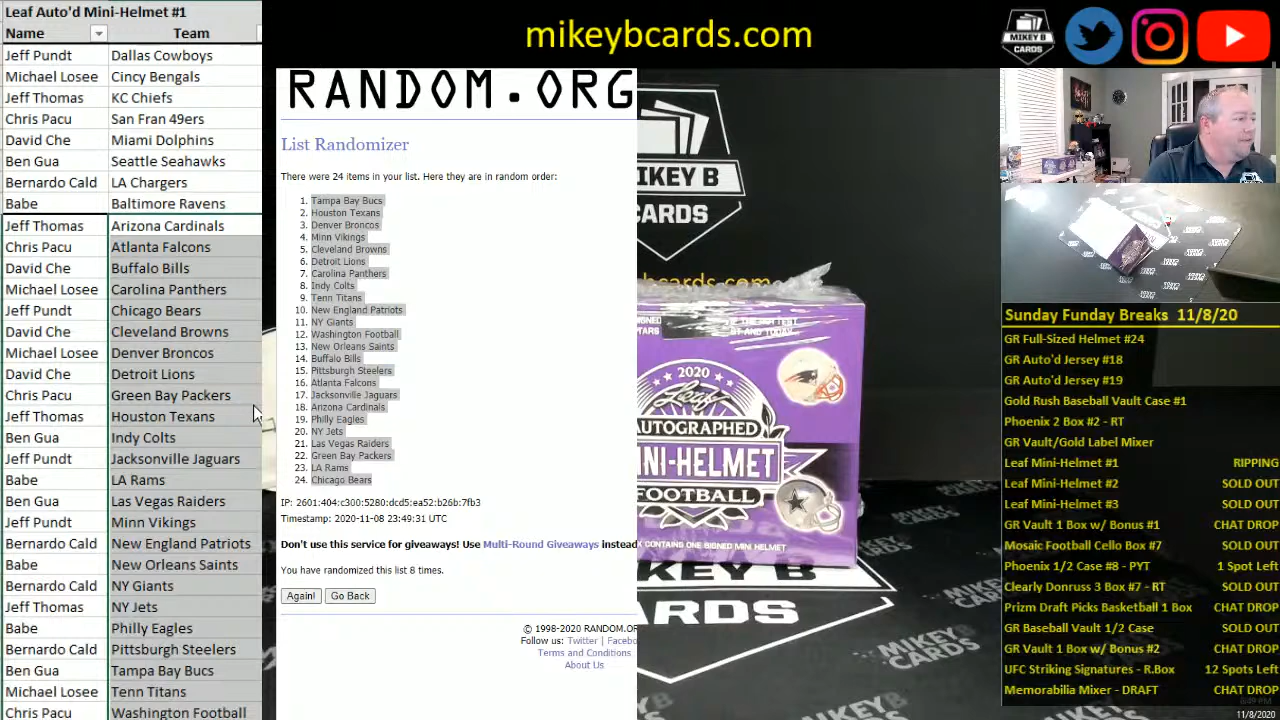 Leaf Auto'd Mini-Helmet #1
Name Team
Jeff Pundt Dallas Cowboys
Michael Losee Cincy Bengals
Jeff Thomas KC Chiefs
Chris Pacu San Fran 49ers
David Che Miami Dolphins
Ben Gua Seattle Seahawks
Bernardo Cald LA Chargers
Babe Baltimore Ravens
Jeff Thomas Arizona Cardinals
Chris Pacu Atlanta Falcons
David Che Buffalo Bills
Michael Losee Carolina Panthers
Jeff Pundt Chicago Bears
David Che Cleveland Browns
Michael Losee Denver Broncos
David Che Detroit Lions
Chris Pacu Green Bay Packers
Jeff Thomas Houston Texans
Ben Gua Indy Colts
Jeff Pundt Jacksonville Jaguars
Babe LA Rams
Ben Gua Las Vegas Raiders
Jeff Pundt Minn Vikings
Bernardo Cald New England Patriots
Babe New Orleans Saints
Bernardo Cald NY Giants
Jeff Thomas NY Jets
Babe Philly Eagles
Bernardo Cald Pittsburgh Steelers
Ben Gua Tampa Bay Bucs
Michael Losee Tenn Titans
Chris Pacu Washington Football
mikeybcards.com
RANDOM.ORG
List Randomizer
There were 24 items in your list. Here they are in random order:
1. Tampa Bay Bucs
2. Houston Texans
3. Denver Broncos
4. Minn Vikings
5. Cleveland Browns
6. Detroit Lions
7. Carolina Panthers
8. Indy Colts
9. Tenn Titans
10. New England Patriots
11. NY Giants
12. Washington Football
13. New Orleans Saints
14. Buffalo Bills
15. Pittsburgh Steelers
16. Atlanta Falcons
17. Jacksonville Jaguars
18. Arizona Cardinals
19. Philly Eagles
20. NY Jets
21. Las Vegas Raiders
22. Green Bay Packers
23. LA Rams
24. Chicago Bears
IP: 2601:404:c300:5280:dcd5:ea52:b26b:7fb3
Timestamp: 2020-11-08 23:49:31 UTC
Don't use this service for giveaways! Use Multi-Round Giveaways instead
You have randomized this list 8 times.
Again! Go Back
© 1998-2020 RANDOM.OR
Follow us: Twitter | Facebo
Terms and Conditions
About Us
MIKEY B
CARDS
2020
Leaf
AUTOGRAPHED
INI-HELMET
FOOTBALL
CONTAINS ONE SIGNED MINI HELMET
KEY B
RDS
MIKEY B
CARDS
Sunday Funday Breaks 11/8/20
GR Full-Sized Helmet #24
GR Auto'd Jersey #18
GR Auto'd Jersey #19
Gold Rush Baseball Vault Case #1
Phoenix 2 Box #2 - RT
GR Vault/Gold Label Mixer
Leaf Mini-Helmet #1 RIPPING
Leaf Mini-Helmet #2 SOLD OUT
Leaf Mini-Helmet #3 SOLD OUT
GR Vault 1 Box w/ Bonus #1 CHAT DROP
Mosaic Football Cello Box #7 SOLD OUT
Phoenix 1/2 Case #8 - PYT 1 Spot Left
Clearly Donruss 3 Box #7 - RT SOLD OUT
Prizm Draft Picks Basketball 1 Box CHAT DROP
GR Baseball Vault 1/2 Case SOLD OUT
GR Vault 1 Box w/ Bonus #2 CHAT DROP
UFC Striking Signatures - R.Box 12 Spots Left
Memorabilia Mixer - DRAFT CHAT DROP
6:49 PM
11/8/2020